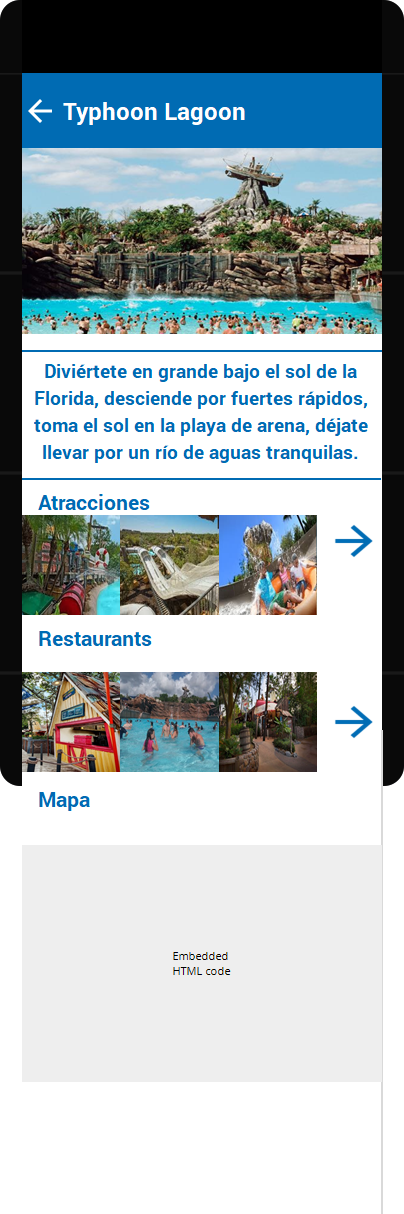 Typhoon Lagoon
Diviértete en grande bajo el sol de la
Florida, desciende por fuertes rápidos,
toma el sol en la playa de arena, déjate
llevar por un río de aguas tranquilas.
Atracciones
Restaurants
Mapa
Embedded
HTML code